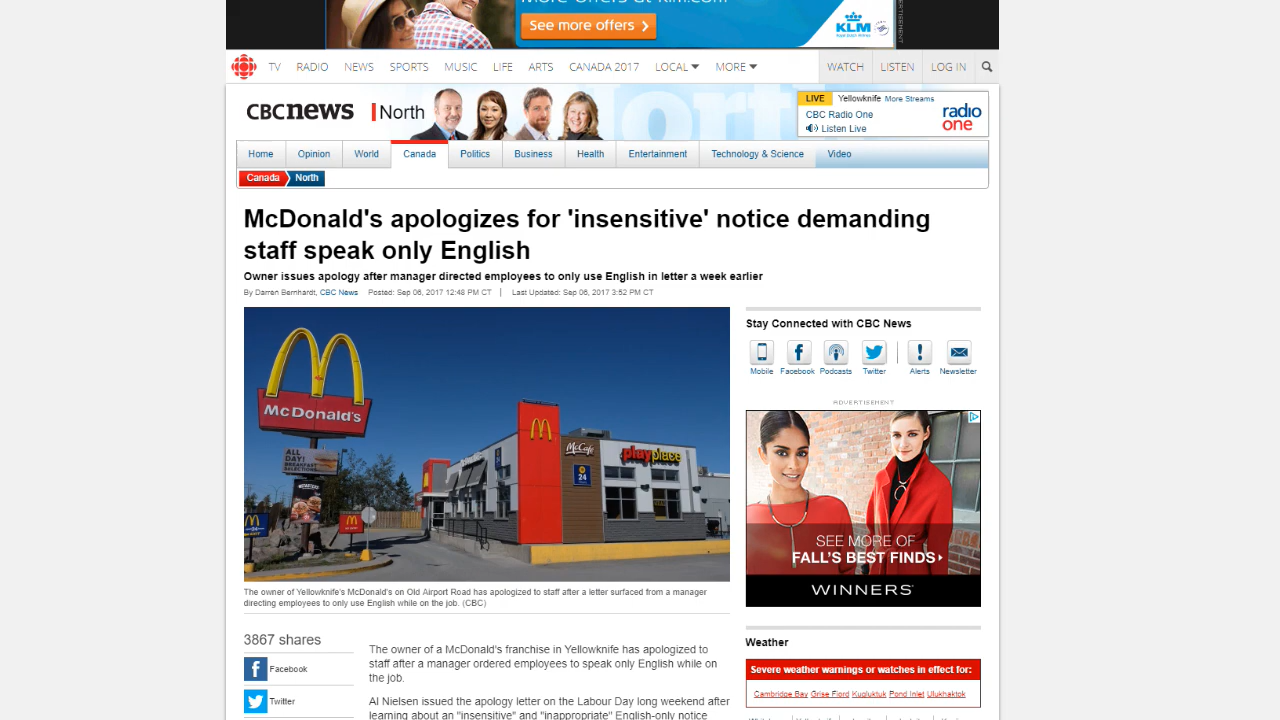 See more offers
KLM
ADVERTISEMENT
TV RADIO NEWS SPORTS MUSIC LIFE ARTS CANADA 2017 LOCAL MORE WATCH LISTEN LOG IN
CBCnews North
LIVE Yellowknife More Streams
CBC Radio One
Listen Live
radio one
Home Opinion World Canada Politics Business Health Entertainment Technology & Science Video
Canada North
McDonald's apologizes for 'insensitive' notice demanding
staff speak only English
Owner issues apology after manager directed employees to only use English in letter a week earlier
By Darren Bernhardt, CBC News Posted: Sep 06, 2017 12:48 PM CT | Last Updated: Sep 06, 2017 3:52 PM CT
McDonald's
ALL DAY!
BREAKFAST SELECTIONS
McCafe
24
playplace
The owner of Yellowknife's McDonald's on Old Airport Road has apologized to staff after a letter surfaced from a manager
directing employees to only use English while on the job. (CBC)
3867 shares
Facebook
Twitter
The owner of a McDonald's franchise in Yellowknife has apologized to
staff after a manager ordered employees to speak only English while on
the job.
Al Nielsen issued the apology letter on the Labour Day long weekend after
learning about an "insensitive" and "inappropriate" English-only notice
Stay Connected with CBC News
Mobile Facebook Podcasts Twitter Alerts Newsletter
ADVERTISEMENT
SEE MORE OF
FALL'S BEST FINDS
WINNERS
Weather
Severe weather warnings or watches in effect for:
Cambridge Bay Grise Fiord Kugluktuk Pond Inlet Ulukhaktok